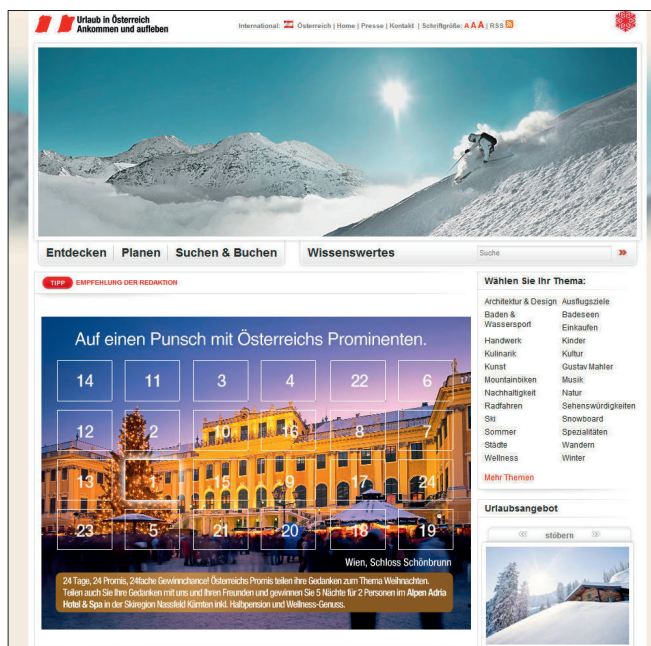 Urlaub in Österreich
Ankommen und aufleben
International: Österreich | Home | Presse | Kontakt | Schriftgröße: A A A | RSS
Entdecken Planen Suchen & Buchen Wissenswertes
Suche »
TIPP EMPFEHLUNG DER REDAKTION
Auf einen Punsch mit Österreichs Prominenten.
14 11 3 4 22 6
12 2 10 16 8 7
13 1 15 9 17 24
23 5 21 20 18 19
Wien, Schloss Schönbrunn
24 Tage, 24 Promis, 24fache Gewinnchance! Österreichs Promis teilen ihre Gedanken zum Thema Weihnachten.
Teilen auch Sie Ihre Gedanken mit uns und Ihren Freunden und gewinnen Sie 5 Nächte für 2 Personen im Alpen Adria
Hotel & Spa in der Skiregion Nassfeld Kärnten inkl. Halbpension und Wellness-Genuss.
Wählen Sie Ihr Thema:
Architektur & Design Ausflugsziele
Baden &
Wassersport
Badeseen
Einkaufen
Handwerk Kinder
Kulinarik Kultur
Kunst Gustav Mahler
Mountainbiken Musik
Nachhaltigkeit Natur
Radfahren Sehenswürdigkeiten
Ski Snowboard
Sommer Spezialitäten
Städte Wandern
Wellness Winter
Mehr Themen
Urlaubsangebot
« stöbern »